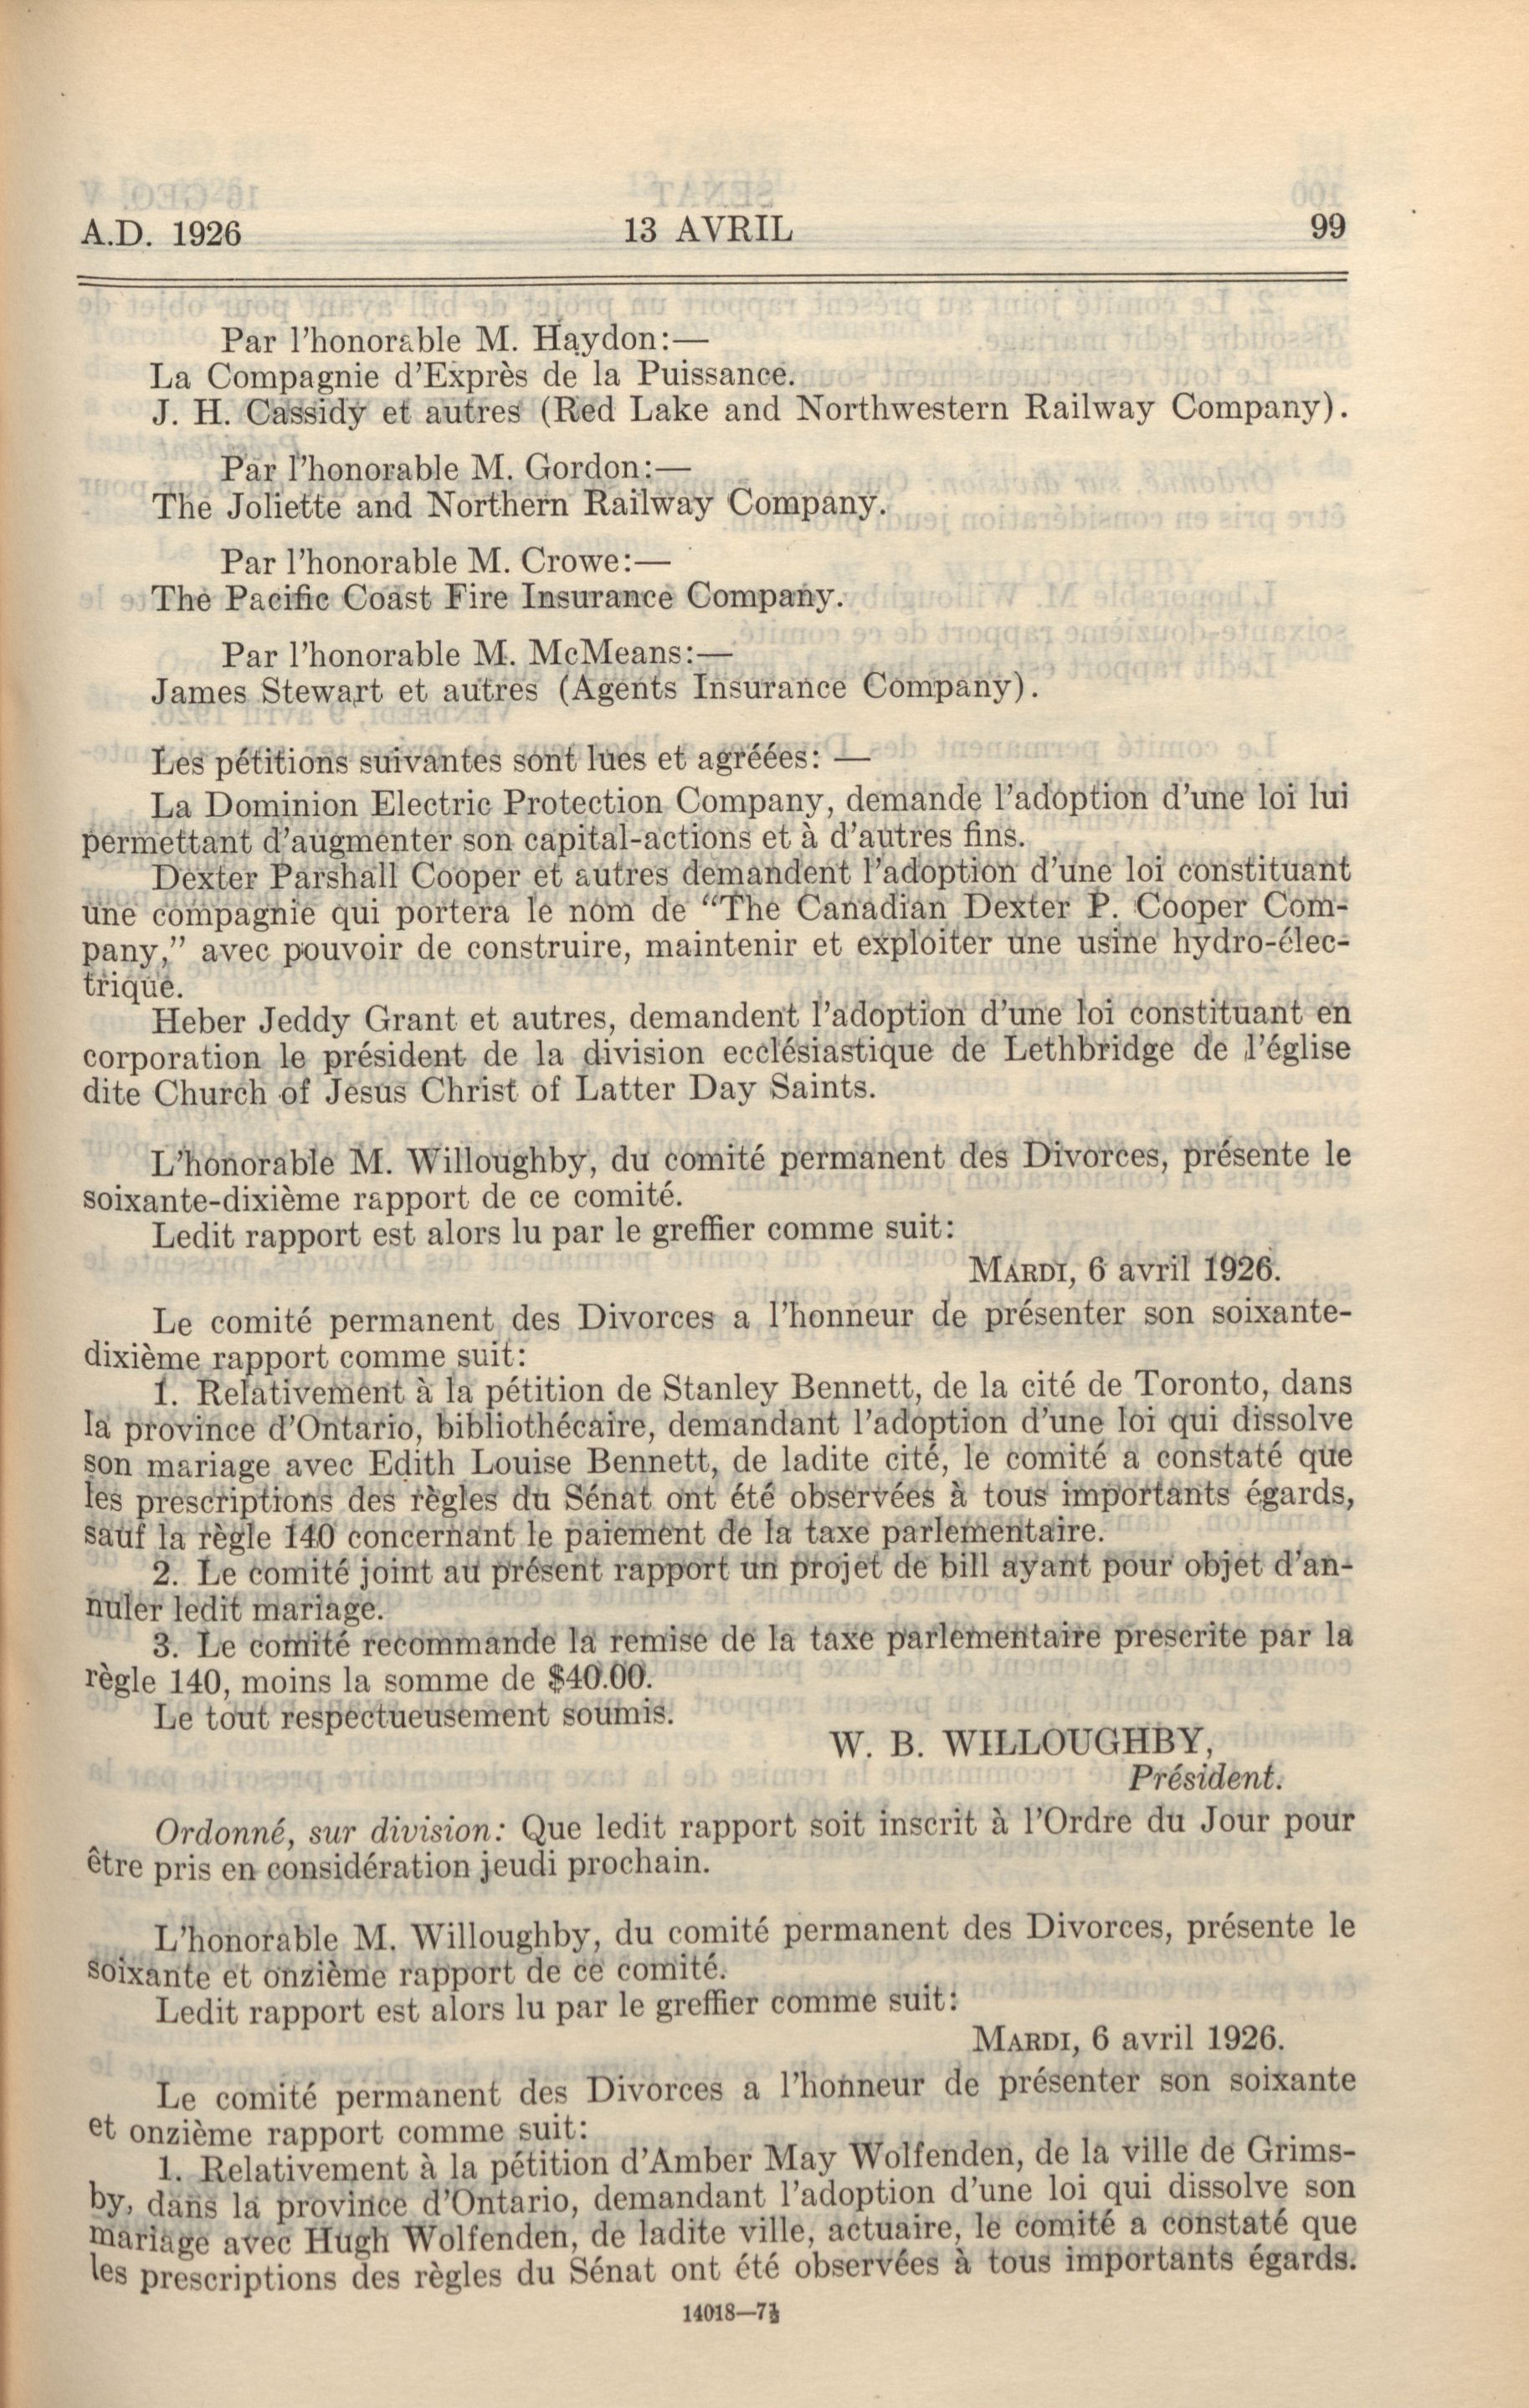 A.D. 1926 13 AVRIL 99
Par l'honorable M. Haydon:—
La Compagnie d'Exprès de la Puissance.
J. H. Cassidy et autres (Red Lake and Northwestern Railway Company).
Par l'honorable M. Gordon:—
The Joliette and Northern Railway Company.
Par l'honorable M. Crowe:—
The Pacific Coast Fire Insurance Company.
Par l'honorable M. McMeans:—
James Stewart et autres (Agents Insurance Company).
Les pétitions suivantes sont lues et agréées: —
La Dominion Electric Protection Company, demande l'adoption d'une loi lui
permettant d'augmenter son capital-actions et à d'autres fins.
Dexter Parshall Cooper et autres demandent l'adoption d'une loi constituant
une compagnie qui portera le nom de "The Canadian Dexter P. Cooper Com-
pany," avec pouvoir de construire, maintenir et exploiter une usine hydro-élec-
trique.
Heber Jeddy Grant et autres, demandent l'adoption d'une loi constituant en
corporation le président de la division ecclésiastique de Lethbridge de l'église
dite Church of Jesus Christ of Latter Day Saints.
L'honorable M. Willoughby, du comité permanent des Divorces, présente le
soixante-dixième rapport de ce comité.
Ledit rapport est alors lu par le greffier comme suit:
MARDI, 6 avril 1926.
Le comité permanent des Divorces a l'honneur de présenter son soixante-
dixième rapport comme suit:
1. Relativement à la pétition de Stanley Bennett, de la cité de Toronto, dans
la province d'Ontario, bibliothécaire, demandant l'adoption d'une loi qui dissolve
son mariage avec Edith Louise Bennett, de ladite cité, le comité a constaté que
les prescriptions des règles du Sénat ont été observées à tous importants égards,
sauf la règle 140 concernant le paiement de la taxe parlementaire.
2. Le comité joint au présent rapport un projet de bill ayant pour objet d'an-
nuler ledit mariage.
3. Le comité recommande la remise de la taxe parlementaire prescrite par la
règle 140, moins la somme de $40.00.
Le tout respectueusement soumis.
W. B. WILLOUGHBY,
Président.
Ordonné, sur division: Que ledit rapport soit inscrit à l'Ordre du Jour pour
être pris en considération jeudi prochain.
L'honorable M. Willoughby, du comité permanent des Divorces, présente le
soixante et onzième rapport de ce comité.
Ledit rapport est alors lu par le greffier comme suit:
MARDI, 6 avril 1926.
Le comité permanent des Divorces a l'honneur de présenter son soixante
et onzième rapport comme suit:
1. Relativement à la pétition d'Amber May Wolfenden, de la ville de Grims-
by, dans la province d'Ontario, demandant l'adoption d'une loi qui dissolve son
mariage avec Hugh Wolfenden, de ladite ville, actuaire, le comité a constaté que
les prescriptions des règles du Sénat ont été observées à tous importants égards.
14018—7½